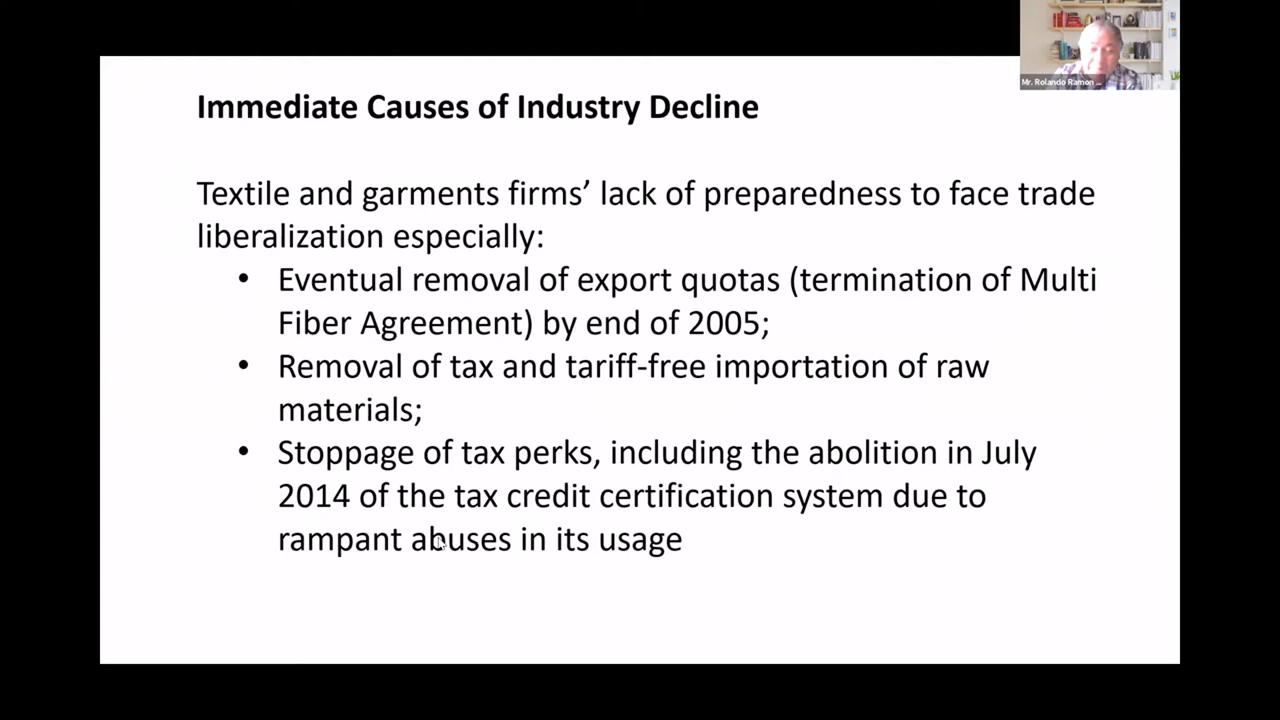 Mr. Rolando Ramon ...
Immediate Causes of Industry Decline
Textile and garments firms’ lack of preparedness to face trade
liberalization especially:
• Eventual removal of export quotas (termination of Multi
Fiber Agreement) by end of 2005;
• Removal of tax and tariff-free importation of raw
materials;
• Stoppage of tax perks, including the abolition in July
2014 of the tax credit certification system due to
rampant abuses in its usage